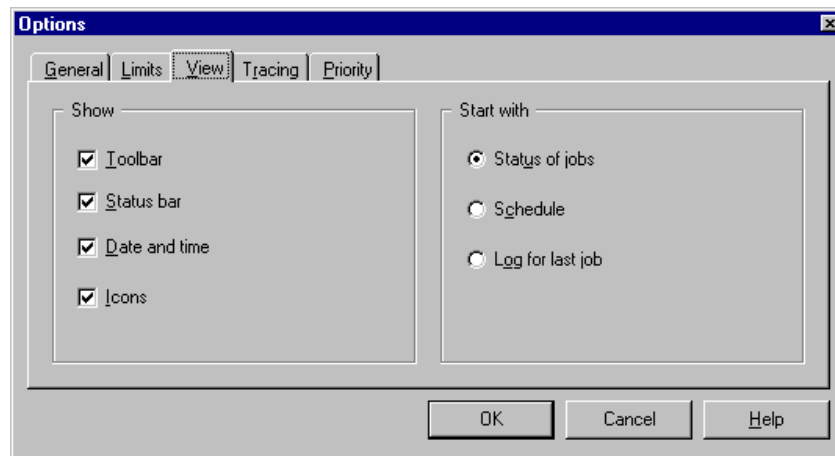 Options
General Limits View Tracing Priority
Show
Toolbar
Status bar
Date and time
Icons
Start with
Status of jobs
Schedule
Log for last job
OK Cancel Help